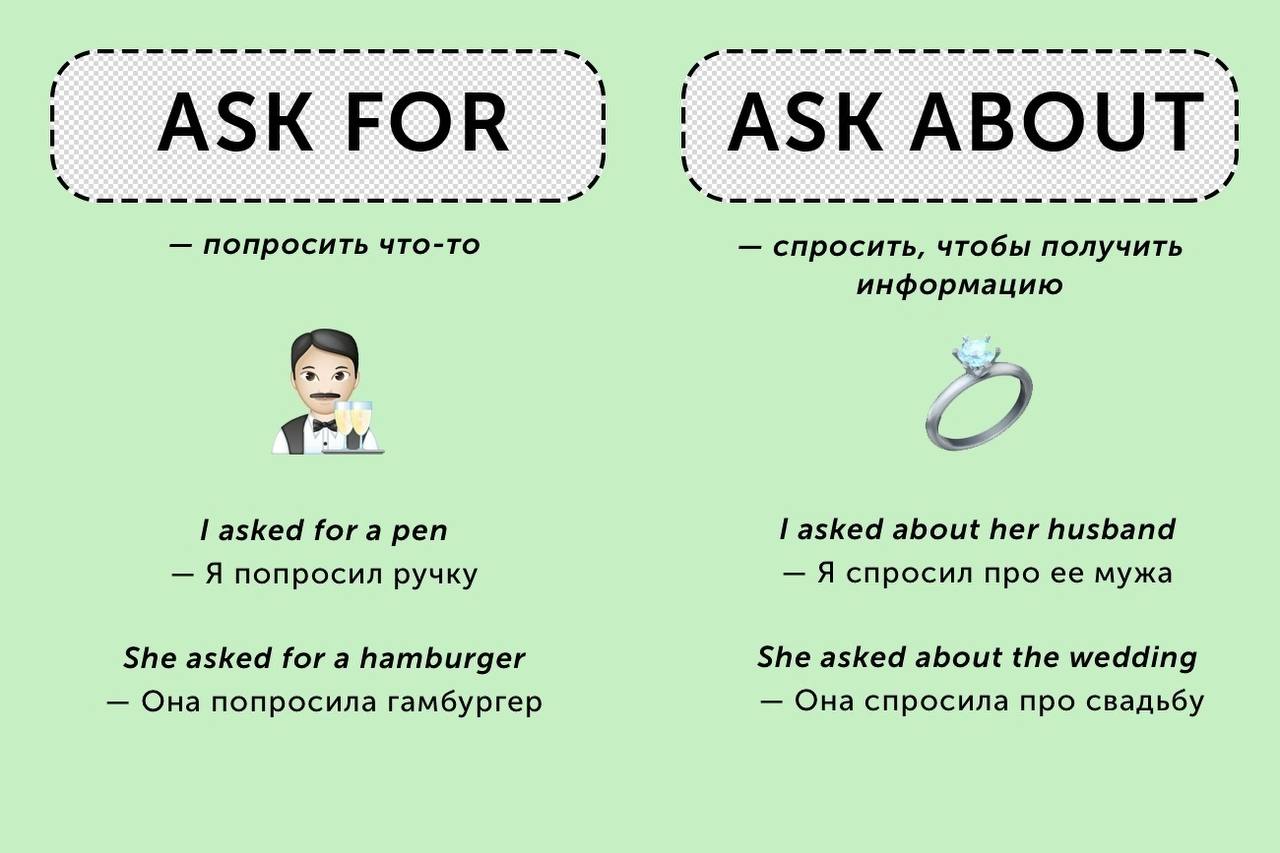 ASK FOR
— попросить что-то
I asked for a pen
— Я попросил ручку
She asked for a hamburger
— Она попросила гамбургер
ASK ABOUT
— спросить, чтобы получить
информацию
I asked about her husband
— Я спросил про ее мужа
She asked about the wedding
— Она спросила про свадьбу